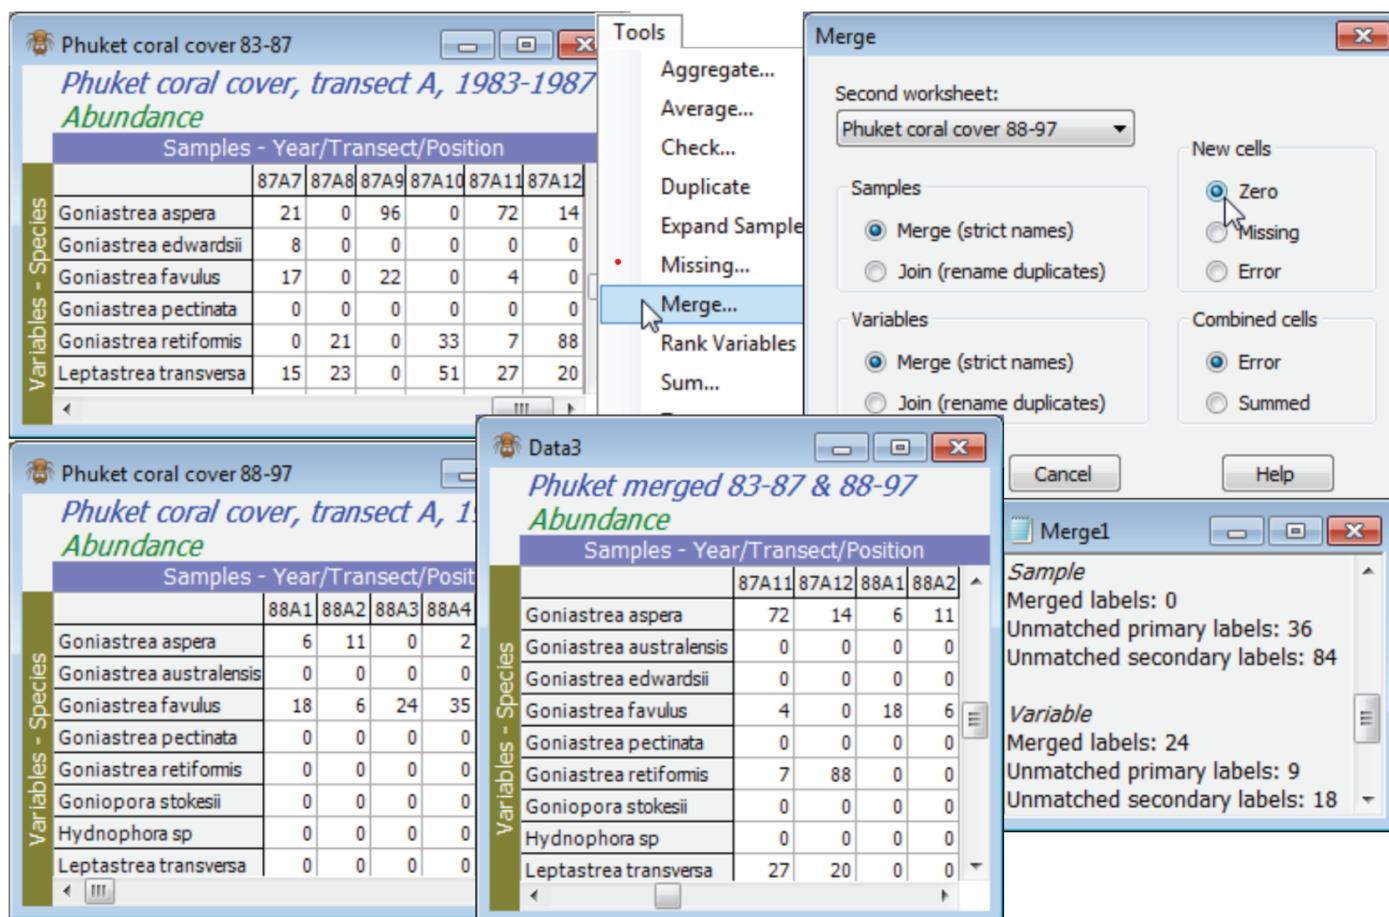 Phuket coral cover 83-87
Phuket coral cover, transect A, 1983-1987
Abundance
Samples - Year/Transect/Position
Variables - Species
87A7 87A8 87A9 87A10 87A11 87A12
Goniastrea aspera 21 0 96 0 72 14
Goniastrea edwardsii 8 0 0 0 0 0
Goniastrea favulus 17 0 22 0 4 0
Goniastrea pectinata 0 0 0 0 0 0
Goniastrea retiformis 0 21 0 33 7 88
Leptastrea transversa 15 23 0 51 27 20
Tools
Aggregate...
Average...
Check...
Duplicate
Expand Sample
Missing...
Merge...
Rank Variables
Sum...
Merge
Second worksheet:
Phuket coral cover 88-97
Samples
Merge (strict names)
Join (rename duplicates)
Variables
Merge (strict names)
Join (rename duplicates)
New cells
Zero
Missing
Error
Combined cells
Error
Summed
Cancel
Help
Phuket coral cover 88-97
Phuket coral cover, transect A, 1
Abundance
Samples - Year/Transect/Posit
Variables - Species
88A1 88A2 88A3 88A4
Goniastrea aspera 6 11 0 2
Goniastrea australensis 0 0 0 0
Goniastrea favulus 18 6 24 35
Goniastrea pectinata 0 0 0 0
Goniastrea retiformis 0 0 0 0
Goniopora stokesii 0 0 0 0
Hydnophora sp 0 0 0 0
Leptastrea transversa 0 0 0 0
Data3
Phuket merged 83-87 & 88-97
Abundance
Samples - Year/Transect/Position
Variables - Species
87A11 87A12 88A1 88A2
Goniastrea aspera 72 14 6 11
Goniastrea australensis 0 0 0 0
Goniastrea edwardsii 0 0 0 0
Goniastrea favulus 4 0 18 6
Goniastrea pectinata 0 0 0 0
Goniastrea retiformis 7 88 0 0
Goniopora stokesii 0 0 0 0
Hydnophora sp 0 0 0 0
Leptastrea transversa 27 20 0 0
Merge1
Sample
Merged labels: 0
Unmatched primary labels: 36
Unmatched secondary labels: 84
Variable
Merged labels: 24
Unmatched primary labels: 9
Unmatched secondary labels: 18